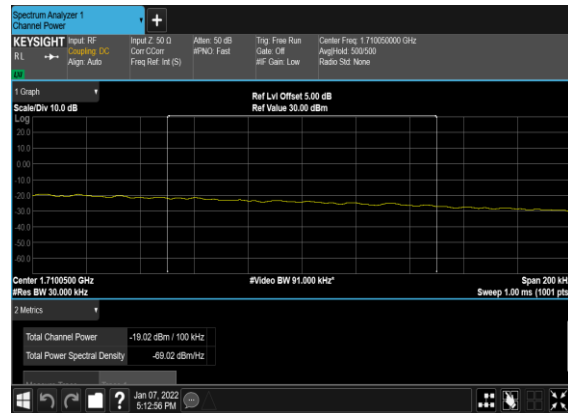 Spectrum Analyzer 1
Channel Power
+
KEYSIGHT Input: RF Input Z: 50 Ω Atten: 50 dB Trig: Free Run Center Freq: 1.710050000 GHz
RL Coupling: DC Corr CCorr #PNO: Fast Gate: Off Avg|Hold: 500/500
Align: Auto Freq Ref: Int (S) #IF Gain: Low Radio Std: None
1 Graph
Ref Lvl Offset 5.00 dB
Scale/Div 10.0 dB Ref Value 30.00 dBm
Log
20.0
10.0
0.00
-10.0
-20.0
-30.0
-40.0
-50.0
-60.0
Center 1.7100500 GHz #Video BW 91.000 kHz* Span 200 kH
#Res BW 30.000 kHz Sweep 1.00 ms (1001 pts
2 Metrics
Total Channel Power -19.02 dBm / 100 kHz
Total Power Spectral Density -69.02 dBm/Hz
?
Jan 07, 2022
5:12:56 PM